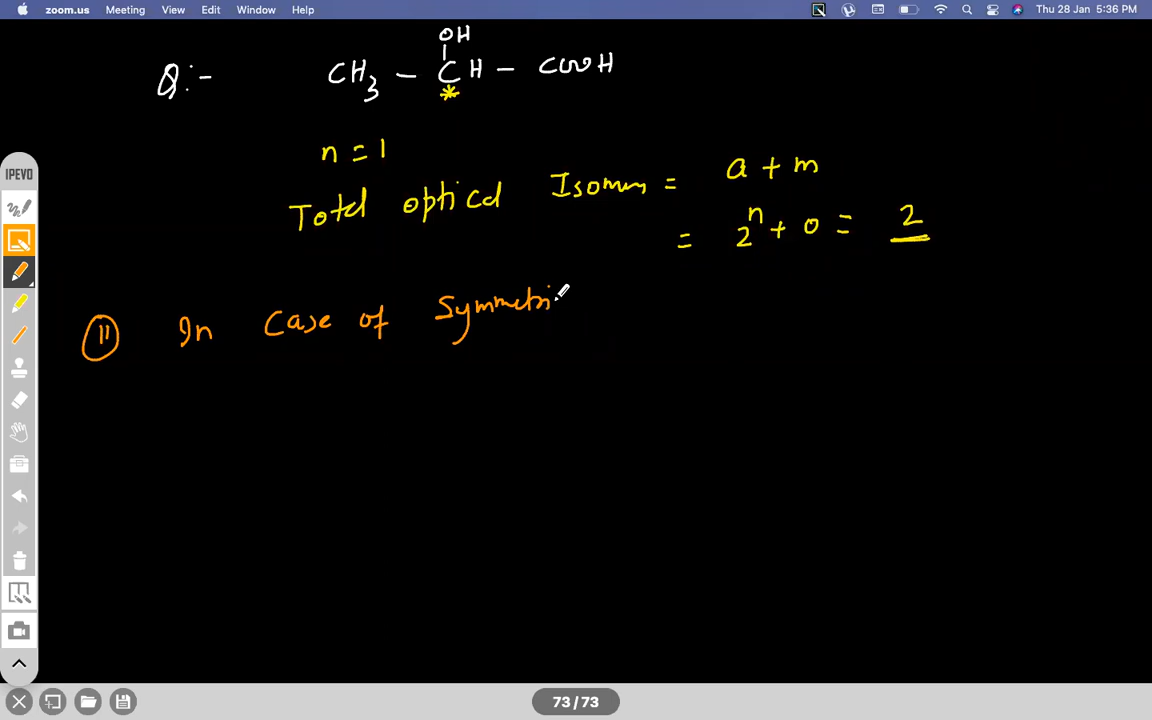 zoom.us Meeting View Edit Window Help Thu 28 Jan 5:36 PM
OH
Q:- CH3 - CH - COOH
*
IPEVO
n = 1
Total optical Isomers = a + m
= 2^n + 0 = 2
(II) In Case of Symmetri
73/73